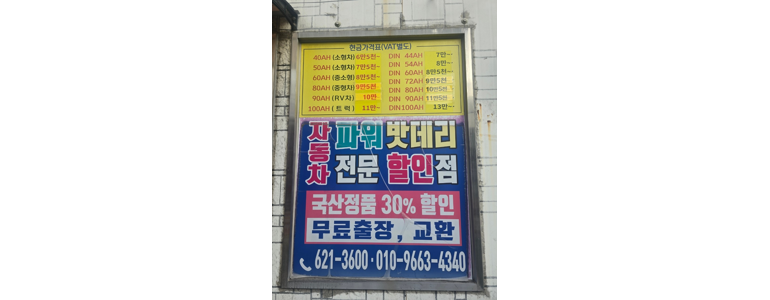 현금가격표(VAT별도)
40AH (소형차) 6만5천~ DIN 44AH 7만~
50AH (소형차) 7만5천~ DIN 54AH 8만~
60AH (중소형) 8만5천~ DIN 60AH 8만5천~
80AH (중형차) 9만5천 DIN 72AH 9만5천
90AH (RV차) 10만 DIN 80AH 10만5천
100AH (트럭) 11만~ DIN 90AH 11만5천
DIN100AH 13만~
자동차 파워 밧데리
전문 할인점
국산정품 30% 할인
무료출장, 교환
621-3600 · 010-9663-4340